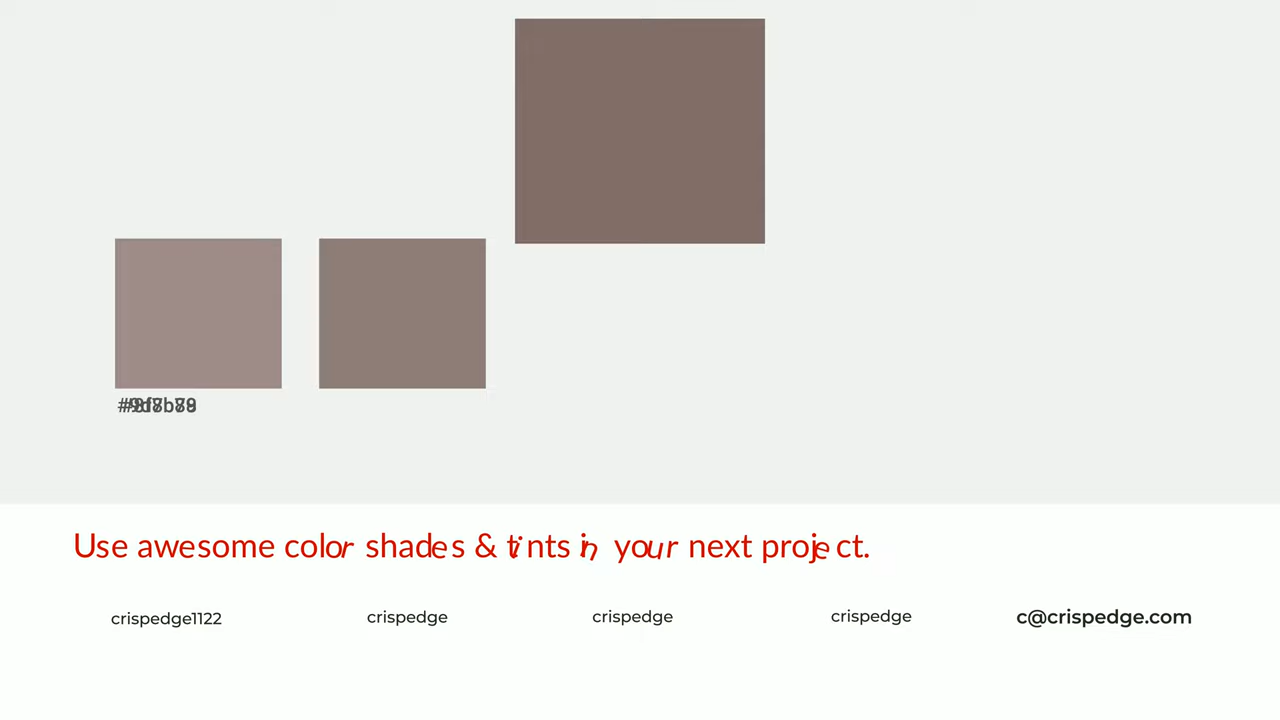 Use awesome color shades & tints in your next project.
crispedge1122 crispedge crispedge crispedge c@crispedge.com